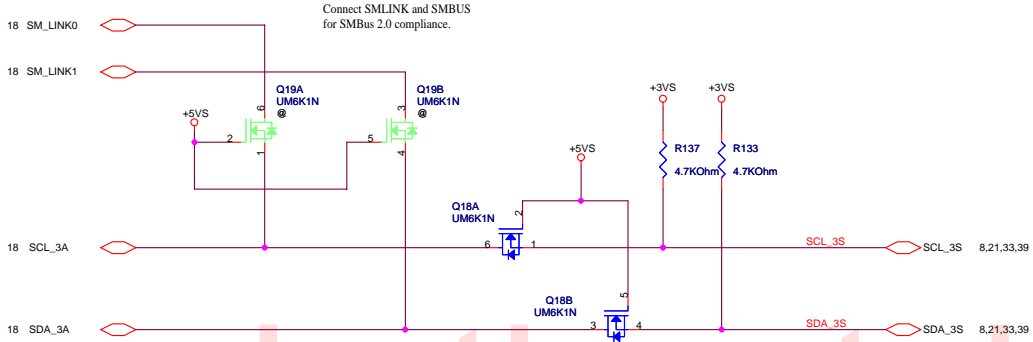 Connect SMLINK and SMBUS
for SMBus 2.0 compliance.
18 SM_LINK0
18 SM_LINK1
+5VS
2
6
1
Q19A
UM6K1N
@
5
3
4
Q19B
UM6K1N
@
+3VS
+3VS
R137
4.7KOhm
R133
4.7KOhm
+5VS
Q18A
UM6K1N
2
18 SCL_3A
6
1
SCL_3S
SCL_3S 8,21,33,39
Q18B
UM6K1N
5
18 SDA_3A
3
4
SDA_3S
SDA_3S 8,21,33,39